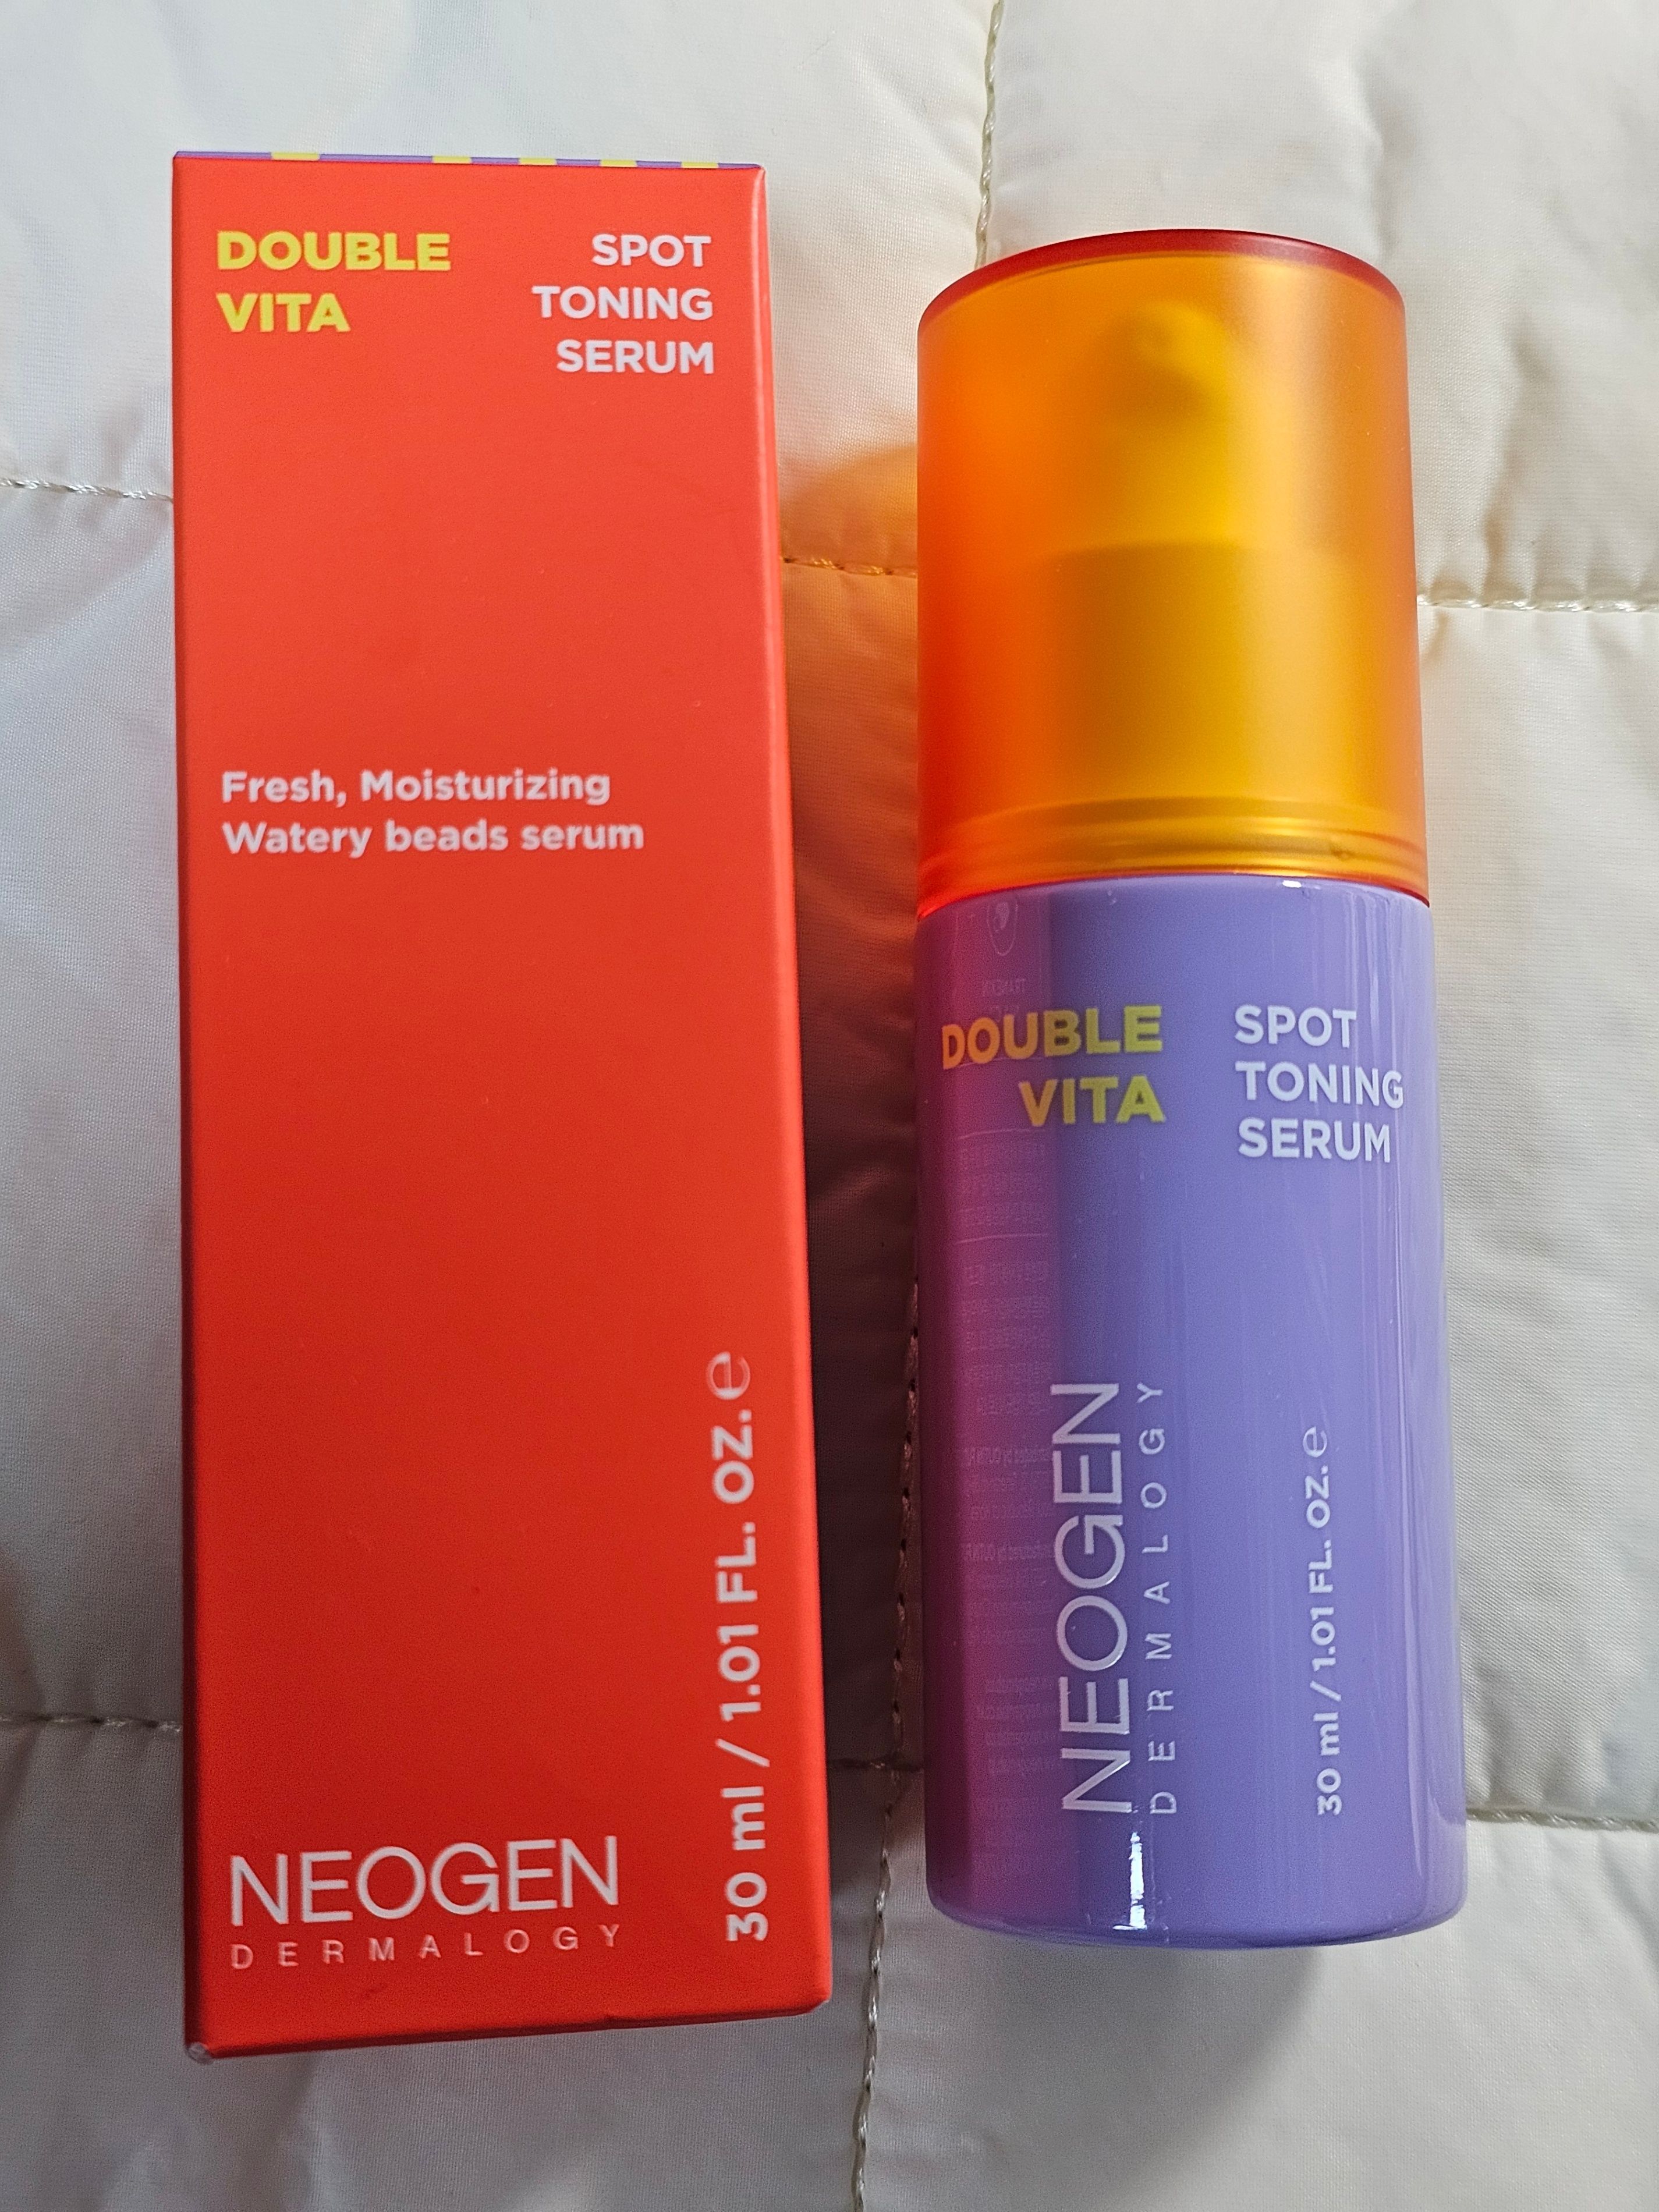 DOUBLE
VITA
SPOT
TONING
SERUM
Fresh, Moisturizing
Watery beads serum
NEOGEN
DERMALOGY
30 ml / 1.01 FL. OZ. ℮
DOUBLE
VITA
SPOT
TONING
SERUM
NEOGEN
DERMALOGY
30 ml / 1.01 FL. OZ. ℮